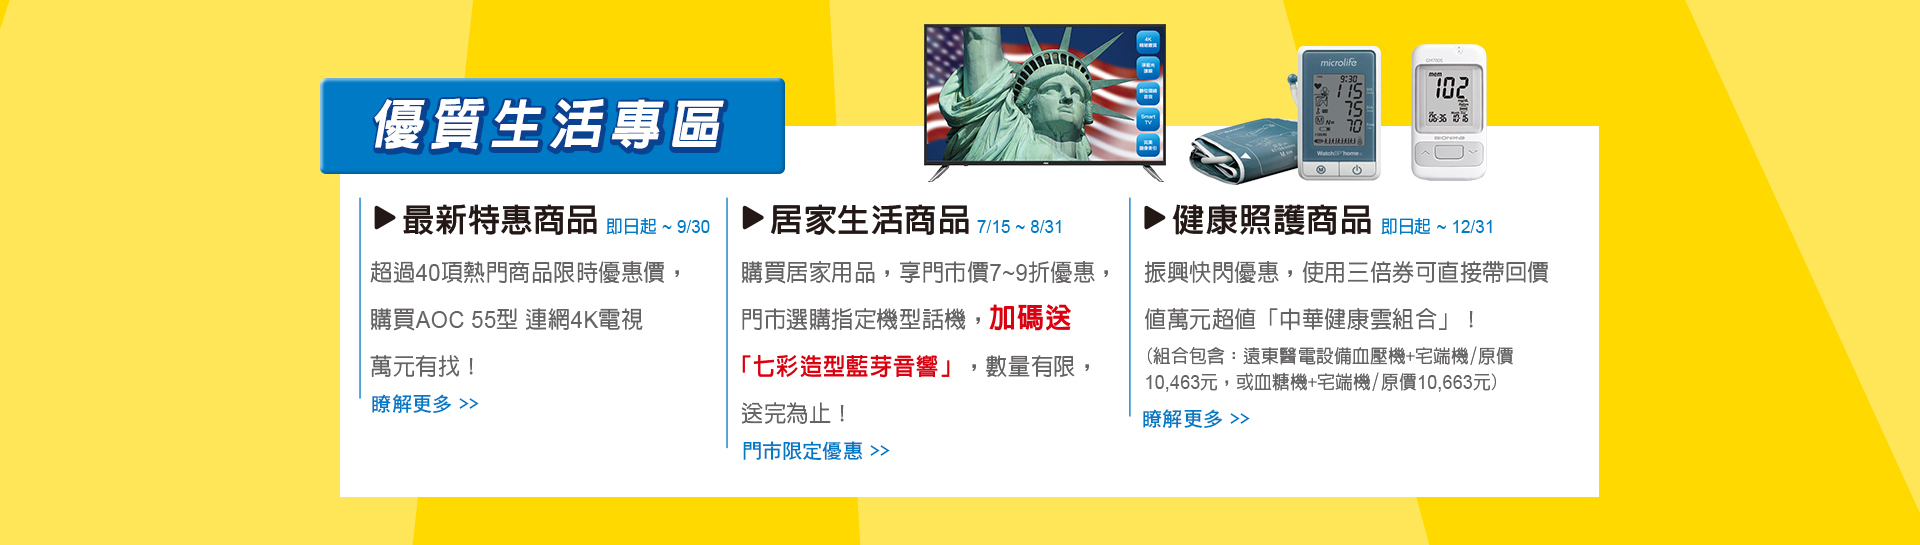 優質生活專區
4K
Smart
TV
microlife
9:30
115
75
70
WatchBP home
GM700S
mem
102
BIONIME
▶最新特惠商品 即日起 ~ 9/30
超過40項熱門商品限時優惠價，
購買AOC 55型 連網4K電視
萬元有找！
瞭解更多 >>
▶居家生活商品 7/15 ~ 8/31
購買居家用品，享門市價7~9折優惠，
門市選購指定機型話機，加碼送
「七彩造型藍芽音響」，數量有限，
送完為止！
門市限定優惠 >>
▶健康照護商品 即日起 ~ 12/31
振興快閃優惠，使用三倍券可直接帶回價
值萬元超值「中華健康雲組合」！
（組合包含：遠東醫電設備血壓機+宅端機/原價
10,463元，或血糖機+宅端機/原價10,663元）
瞭解更多 >>